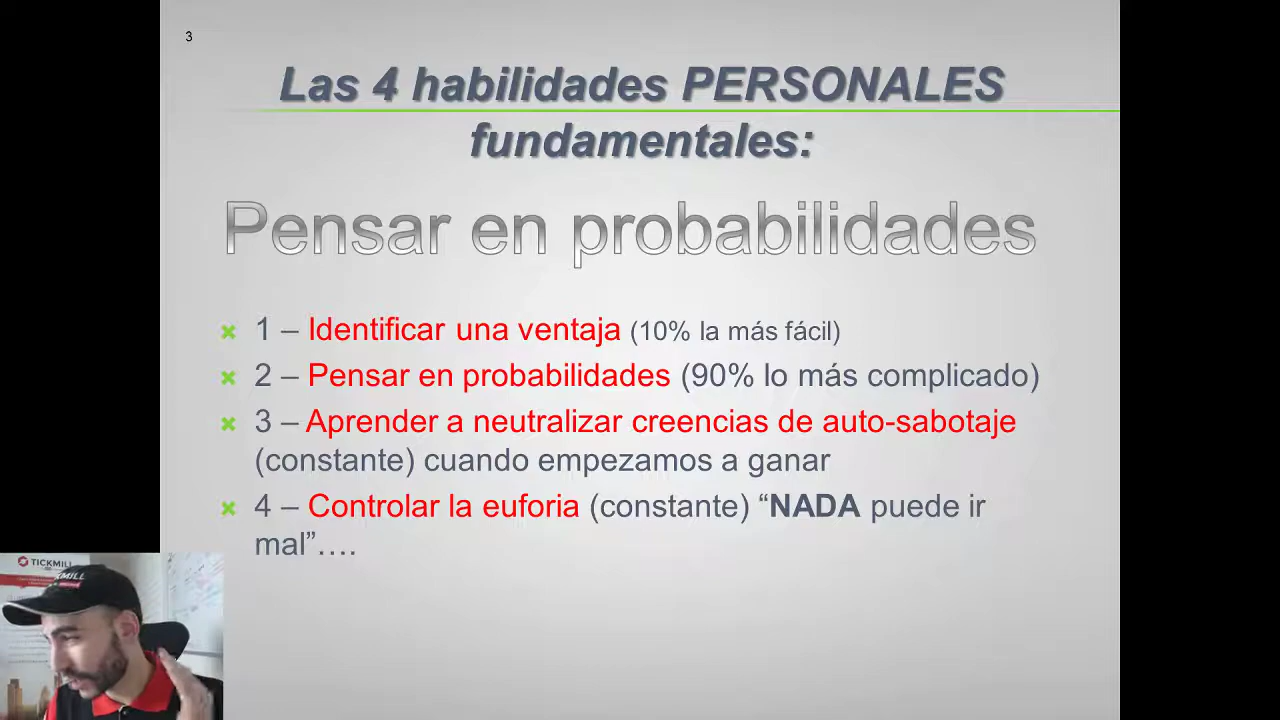 3
Las 4 habilidades PERSONALES
fundamentales:
Pensar en probabilidades
1 – Identificar una ventaja (10% la más fácil)
2 – Pensar en probabilidades (90% lo más complicado)
3 – Aprender a neutralizar creencias de auto-sabotaje
(constante) cuando empezamos a ganar
4 – Controlar la euforia (constante) “NADA puede ir
mal”….
TICKMILL